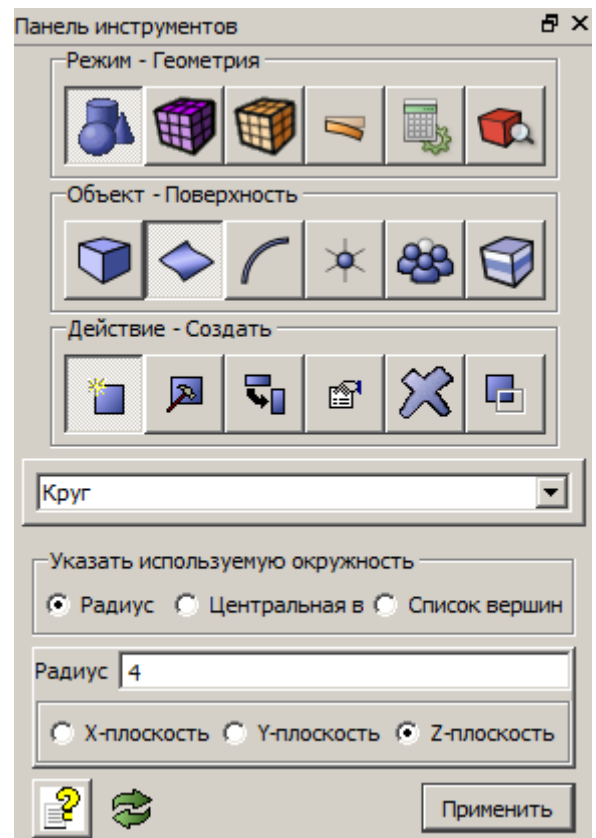 Панель инструментов
Режим - Геометрия
Объект - Поверхность
Действие - Создать
Круг
Указать используемую окружность
Радиус Центральная в Список вершин
Радиус 4
X-плоскость Y-плоскость Z-плоскость
Применить